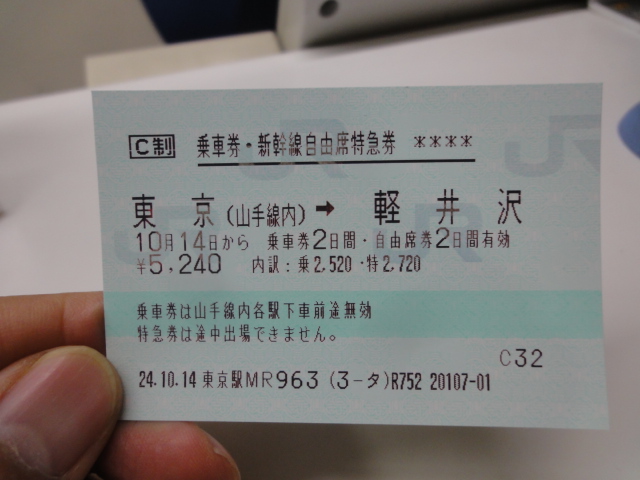 C制 乗車券・新幹線自由席特急券 ****
東 京(山手線内) → 軽 井 沢
10月14日から 乗車券2日間・自由席券2日間有効
¥5,240 内訳:乗2,520・特2,720
乗車券は山手線内各駅下車前途無効
特急券は途中出場できません。
C32
24.10.14 東京駅MR963 (3-タ)R752 20107-01